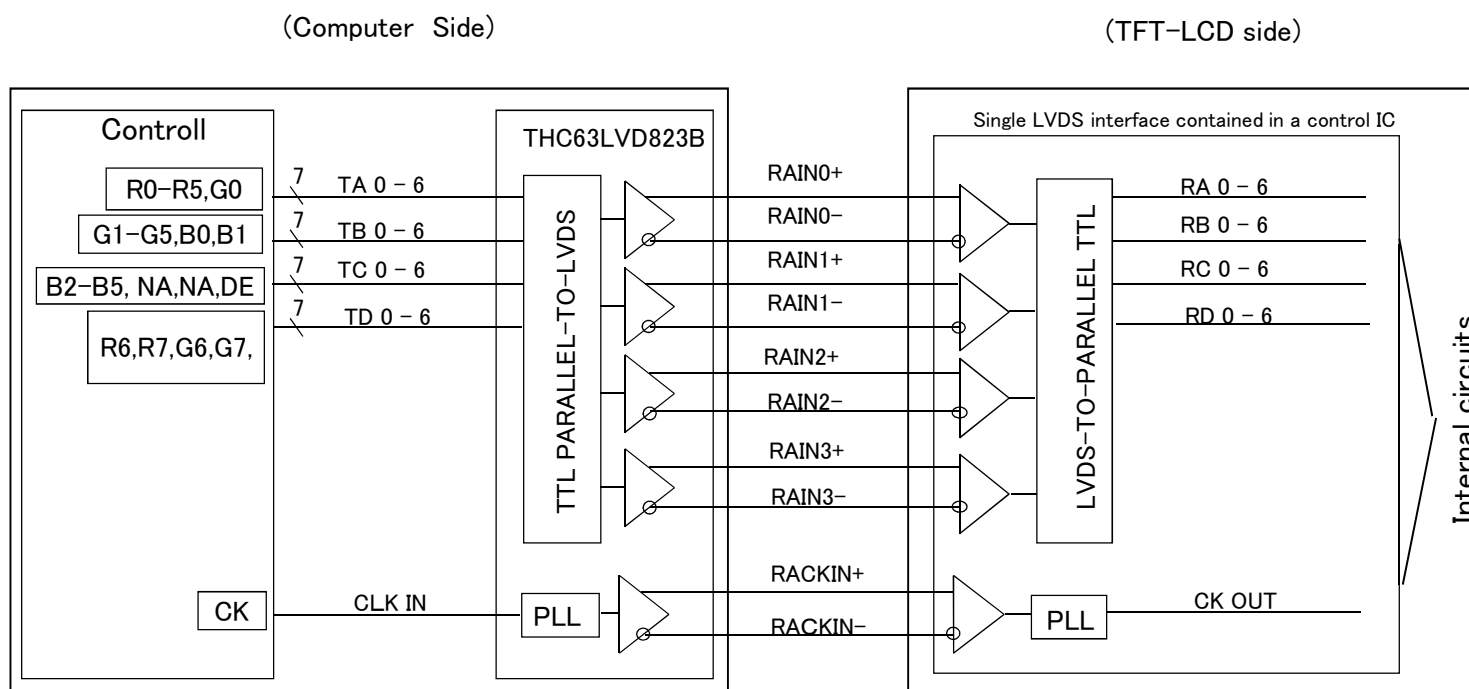 (Computer Side)
(TFT-LCD side)
Controll
THC63LVD823B
Single LVDS interface contained in a control IC
R0-R5,G0
7
TA 0 - 6
RAIN0+
RA 0 - 6
G1-G5,B0,B1
7
TB 0 - 6
RAIN0-
RB 0 - 6
B2-B5, NA,NA,DE
7
TC 0 - 6
RAIN1+
RC 0 - 6
R6,R7,G6,G7,
7
TD 0 - 6
RAIN1-
RD 0 - 6
TTL PARALLEL-TO-LVDS
LVDS-TO-PARALLEL TTL
RAIN2+
RAIN2-
RAIN3+
RAIN3-
Internal circuits
CK
CLK IN
PLL
RACKIN+
RACKIN-
PLL
CK OUT